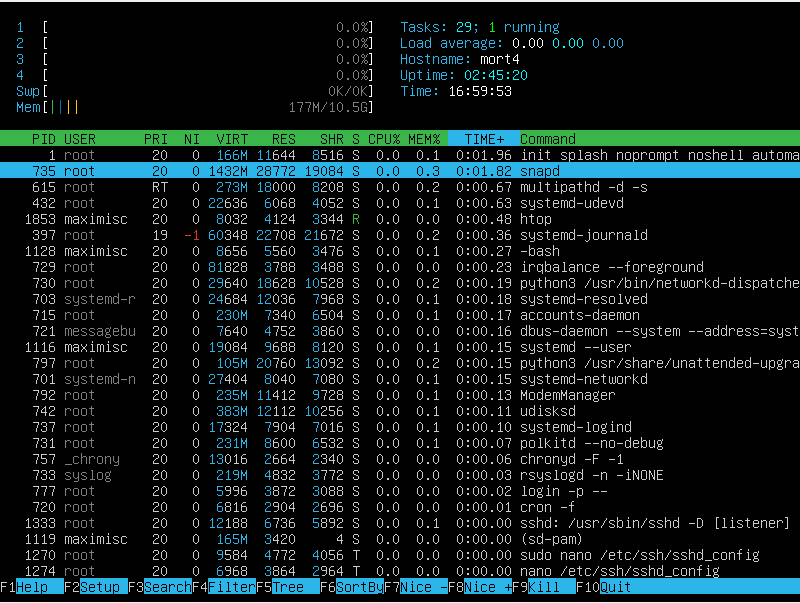 1 [ 0.0%] Tasks: 29; 1 running
2 [ 0.0%] Load average: 0.00 0.00 0.00
3 [ 0.0%] Hostname: mort4
4 [ 0.0%] Uptime: 02:45:20
Swp[ 0K/0K] Time: 16:59:53
Mem[|||| 177M/10.5G]
PID USER PRI NI VIRT RES SHR S CPU% MEM% TIME+ Command
1 root 20 0 166M 11644 8516 S 0.0 0.1 0:01.96 init splash noprompt noshell automa
735 root 20 0 1432M 28772 19084 S 0.0 0.3 0:01.82 snapd
615 root RT 0 273M 18000 8208 S 0.0 0.2 0:00.67 multipathd -d -s
432 root 20 0 22636 6068 4052 S 0.0 0.1 0:00.63 systemd-udevd
1853 maximisc 20 0 8032 4124 3344 R 0.0 0.0 0:00.48 htop
397 root 19 -1 60348 22708 21672 S 0.0 0.2 0:00.36 systemd-journald
1128 maximisc 20 0 8656 5560 3476 S 0.0 0.1 0:00.27 -bash
729 root 20 0 81828 3788 3488 S 0.0 0.0 0:00.23 irqbalance --foreground
730 root 20 0 29640 18628 10528 S 0.0 0.2 0:00.19 python3 /usr/bin/networkd-dispatche
703 systemd-r 20 0 24684 12036 7968 S 0.0 0.1 0:00.18 systemd-resolved
715 root 20 0 230M 7340 6504 S 0.0 0.1 0:00.17 accounts-daemon
721 messagebu 20 0 7640 4752 3860 S 0.0 0.0 0:00.16 dbus-daemon --system --address=syst
1116 maximisc 20 0 19084 9688 8120 S 0.0 0.1 0:00.15 systemd --user
797 root 20 0 105M 20760 13092 S 0.0 0.2 0:00.15 python3 /usr/share/unattended-upgra
701 systemd-n 20 0 27404 8040 7080 S 0.0 0.1 0:00.15 systemd-networkd
792 root 20 0 235M 11412 9728 S 0.0 0.1 0:00.13 ModemManager
742 root 20 0 383M 12112 10256 S 0.0 0.1 0:00.11 udisksd
737 root 20 0 17324 7904 7016 S 0.0 0.1 0:00.10 systemd-logind
731 root 20 0 231M 8600 6532 S 0.0 0.1 0:00.07 polkitd --no-debug
757 _chrony 20 0 13016 2664 2340 S 0.0 0.0 0:00.06 chronyd -F -1
733 syslog 20 0 219M 4832 3772 S 0.0 0.0 0:00.03 rsyslogd -n -iNONE
777 root 20 0 5996 3872 3088 S 0.0 0.0 0:00.02 login -p --
720 root 20 0 6816 2904 2696 S 0.0 0.0 0:00.01 cron -f
1333 root 20 0 12188 6736 5892 S 0.0 0.1 0:00.00 sshd: /usr/sbin/sshd -D [listener]
1119 maximisc 20 0 165M 3420 4 S 0.0 0.0 0:00.00 (sd-pam)
1270 root 20 0 9584 4772 4056 T 0.0 0.0 0:00.00 sudo nano /etc/ssh/sshd_config
1274 root 20 0 6968 3864 2964 T 0.0 0.0 0:00.00 nano /etc/ssh/sshd_config
F1Help F2Setup F3SearchF4FilterF5Tree F6SortByF7Nice -F8Nice +F9Kill F10Quit